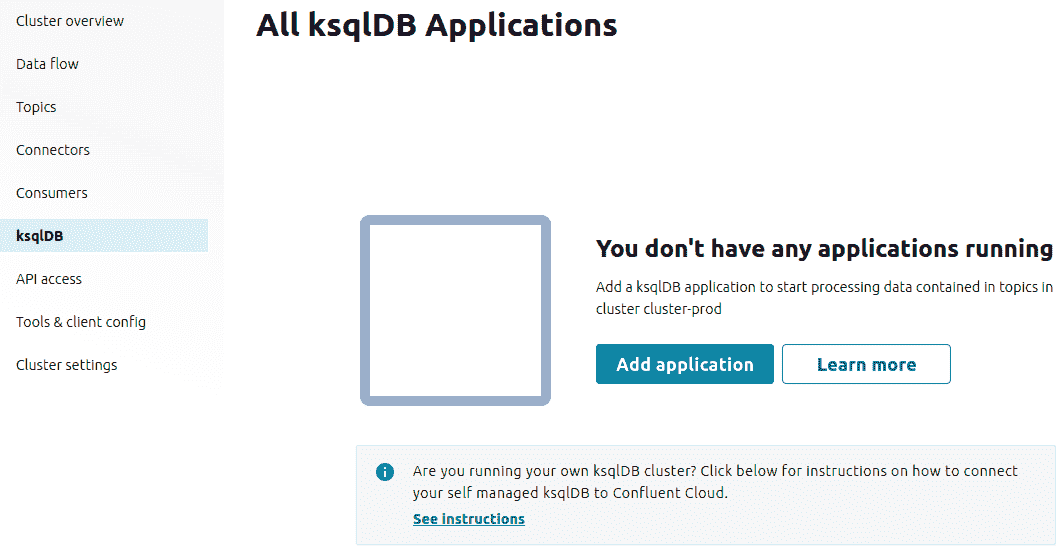 Cluster overview
Data flow
Topics
Connectors
Consumers
ksqlDB
API access
Tools & client config
Cluster settings
All ksqlDB Applications
You don't have any applications running
Add a ksqlDB application to start processing data contained in topics in
cluster cluster-prod
Add application
Learn more
Are you running your own ksqlDB cluster? Click below for instructions on how to connect
your self managed ksqlDB to Confluent Cloud.
See instructions